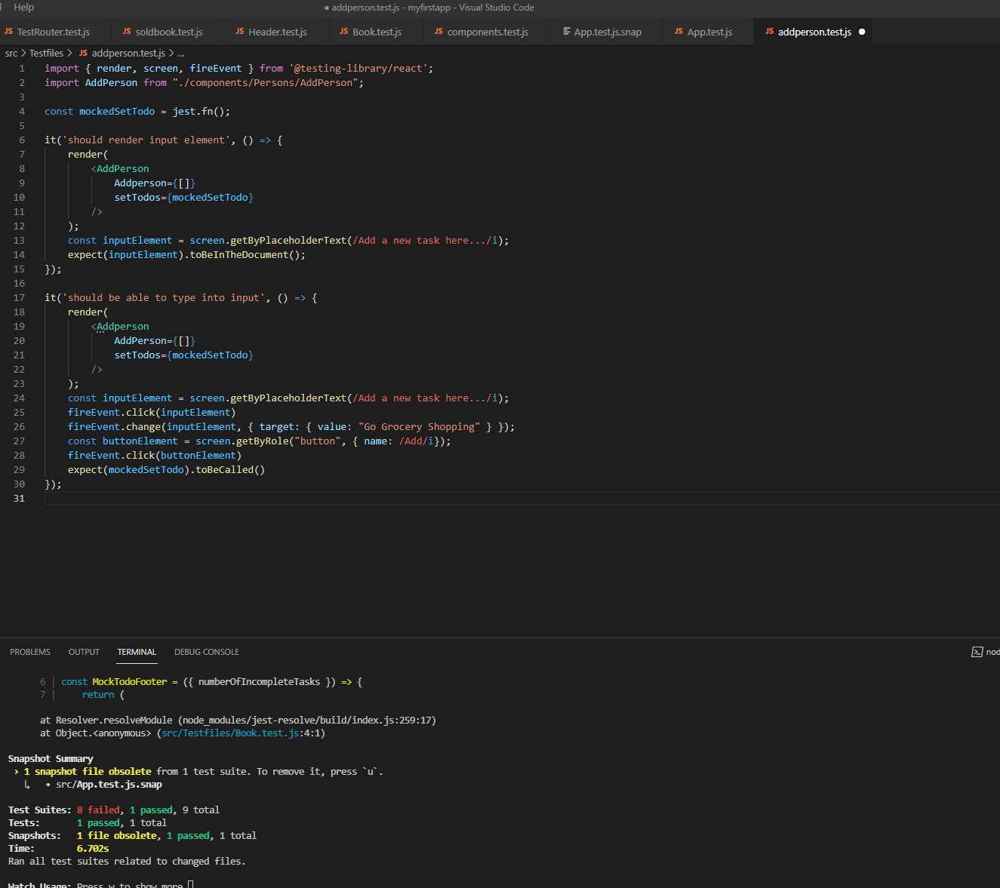 Help
● addperson.test.js - myfirstapp - Visual Studio Code
JS TestRouter.test.js JS soldbook.test.js JS Header.test.js JS Book.test.js JS components.test.js App.test.js.snap JS App.test.js JS addperson.test.js ●
src > Testfiles > JS addperson.test.js > ...
1 import { render, screen, fireEvent } from '@testing-library/react';
2 import AddPerson from "./components/Persons/AddPerson";
3
4 const mockedSetTodo = jest.fn();
5
6 it('should render input element', () => {
7 render(
8 <AddPerson
9 Addperson={[]}
10 setTodos={mockedSetTodo}
11 />
12 );
13 const inputElement = screen.getByPlaceholderText(/Add a new task here.../i);
14 expect(inputElement).toBeInTheDocument();
15 });
16
17 it('should be able to type into input', () => {
18 render(
19 <Addperson
20 AddPerson={[]}
21 setTodos={mockedSetTodo}
22 />
23 );
24 const inputElement = screen.getByPlaceholderText(/Add a new task here.../i);
25 fireEvent.click(inputElement)
26 fireEvent.change(inputElement, { target: { value: "Go Grocery Shopping" } });
27 const buttonElement = screen.getByRole("button", { name: /Add/i});
28 fireEvent.click(buttonElement)
29 expect(mockedSetTodo).toBeCalled()
30 });
31
PROBLEMS OUTPUT TERMINAL DEBUG CONSOLE nod
6 | const MockTodoFooter = ({ numberOfIncompleteTasks }) => {
7 | return (
at Resolver.resolveModule (node_modules/jest-resolve/build/index.js:259:17)
at Object.<anonymous> (src/Testfiles/Book.test.js:4:1)
Snapshot Summary
› 1 snapshot file obsolete from 1 test suite. To remove it, press `u`.
↳ • src/App.test.js.snap
Test Suites: 8 failed, 1 passed, 9 total
Tests: 1 passed, 1 total
Snapshots: 1 file obsolete, 1 passed, 1 total
Time: 6.702s
Ran all test suites related to changed files.
Watch Usage: Press w to show more.